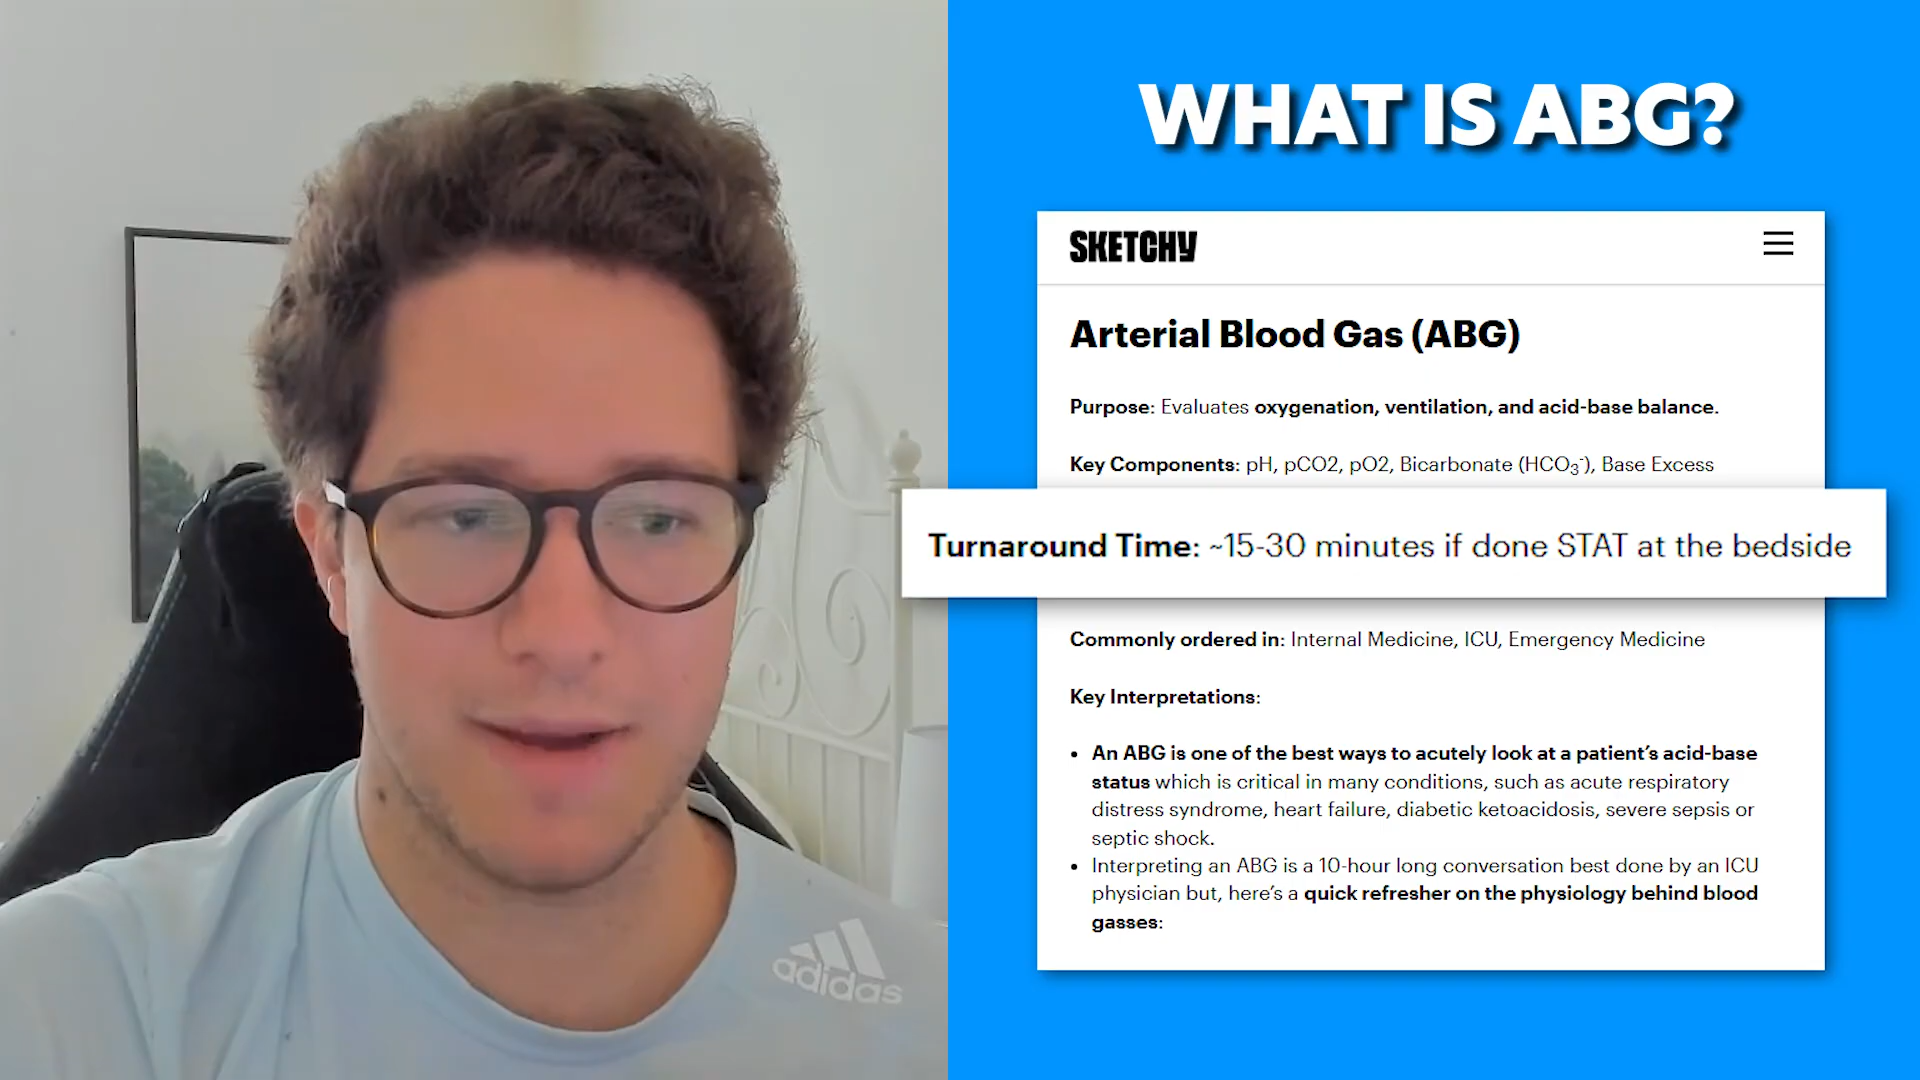 WHAT IS ABG?
SKETCHY
Arterial Blood Gas (ABG)
Purpose: Evaluates oxygenation, ventilation, and acid-base balance.
Key Components: pH, pCO2, pO2, Bicarbonate (HCO₃⁻), Base Excess
Turnaround Time: ~15-30 minutes if done STAT at the bedside
Commonly ordered in: Internal Medicine, ICU, Emergency Medicine
Key Interpretations:
• An ABG is one of the best ways to acutely look at a patient’s acid-base
status which is critical in many conditions, such as acute respiratory
distress syndrome, heart failure, diabetic ketoacidosis, severe sepsis or
septic shock.
• Interpreting an ABG is a 10-hour long conversation best done by an ICU
physician but, here’s a quick refresher on the physiology behind blood
gasses:
adidas